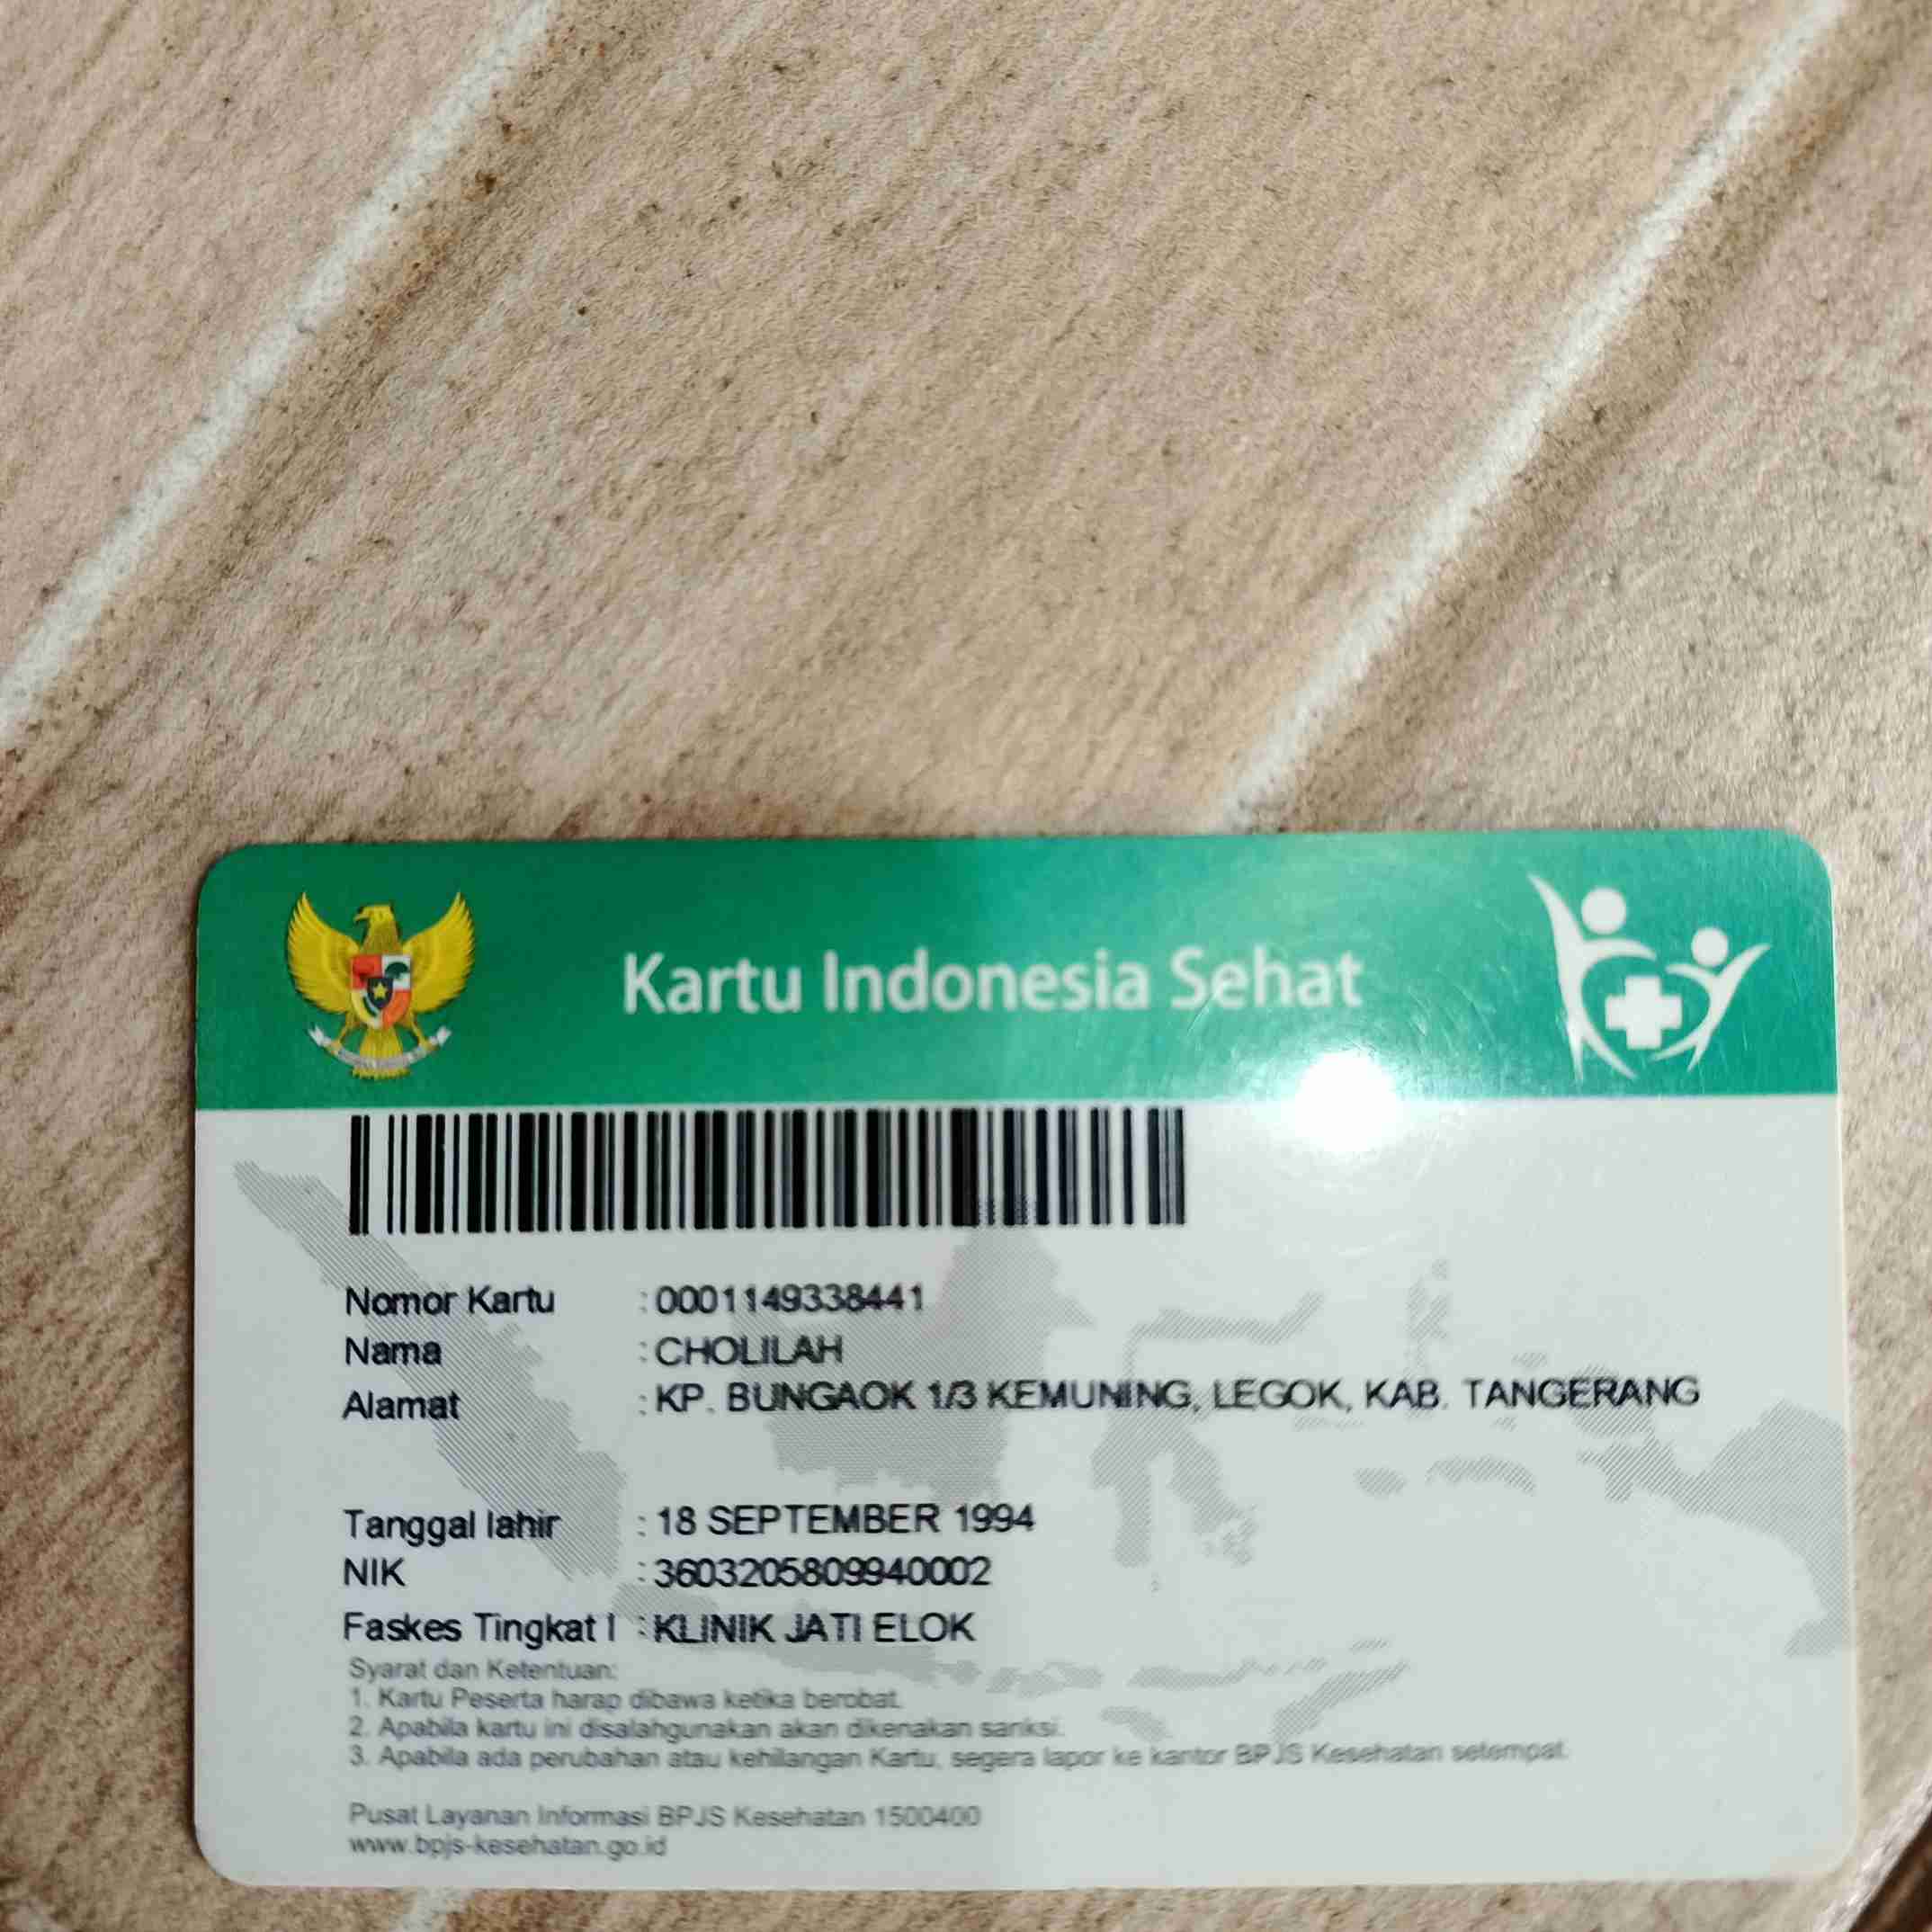 Kartu Indonesia Sehat
Nomor Kartu : 0001149338441
Nama : CHOLILAH
Alamat : KP. BUNGAOK 1/3 KEMUNING, LEGOK, KAB. TANGERANG
Tanggal lahir : 18 SEPTEMBER 1994
NIK : 3603205809940002
Faskes Tingkat I : KLINIK JATI ELOK
Syarat dan Ketentuan:
1. Kartu Peserta harap dibawa ketika berobat.
2. Apabila kartu ini disalahgunakan akan dikenakan sanksi.
3. Apabila ada perubahan atau kehilangan Kartu, segera lapor ke kantor BPJS Kesehatan setempat.
Pusat Layanan Informasi BPJS Kesehatan 1500400
www.bpjs-kesehatan.go.id